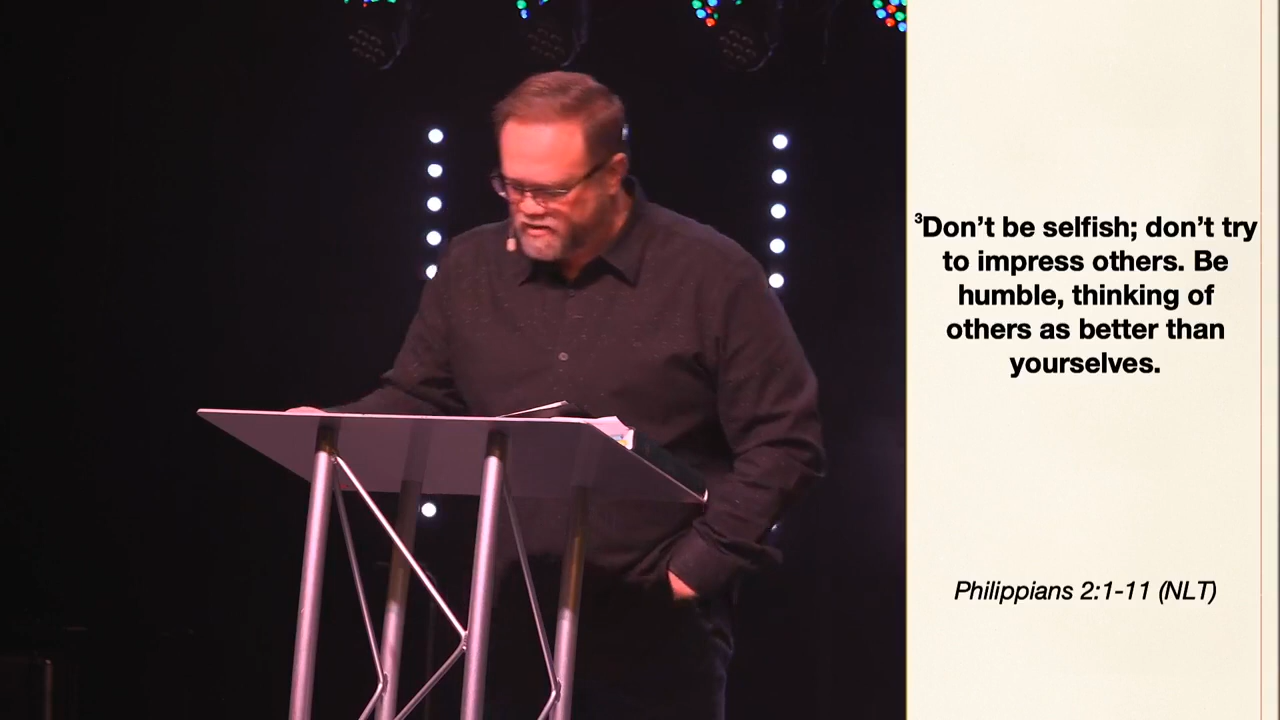 ³Don’t be selfish; don’t try
to impress others. Be
humble, thinking of
others as better than
yourselves.
Philippians 2:1-11 (NLT)